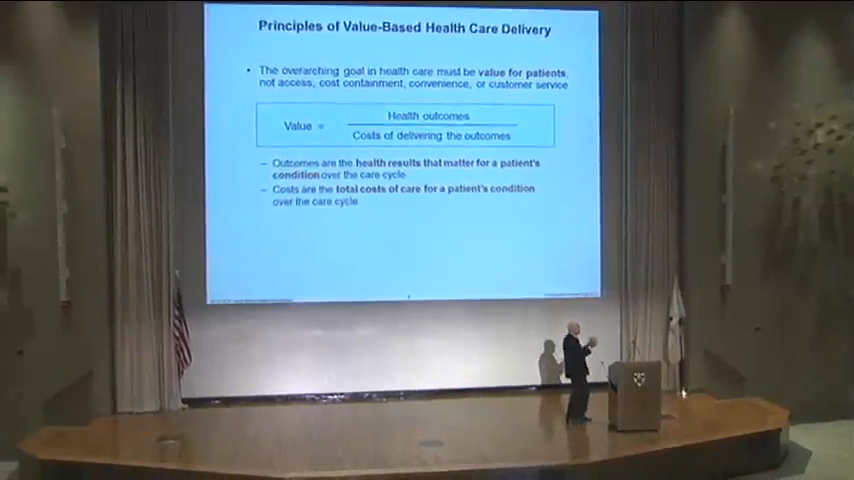 Principles of Value-Based Health Care Delivery
• The overarching goal in health care must be value for patients,
not access, cost containment, convenience, or customer service
Health outcomes
Value =
Costs of delivering the outcomes
– Outcomes are the health results that matter for a patient's
condition over the care cycle
– Costs are the total costs of care for a patient's condition
over the care cycle